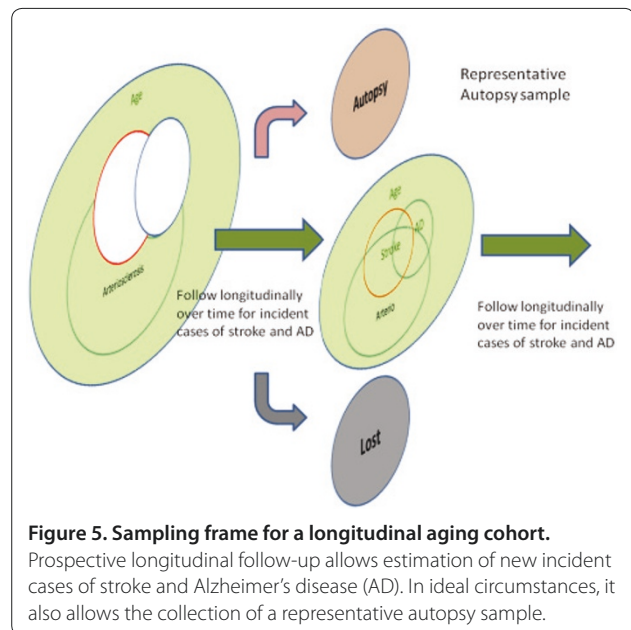 Age
Arteriosclerosis
Autopsy
Representative
Autopsy sample
Follow longitudinally
over time for incident
cases of stroke and AD
Age
AD
Stroke
Arterio
Follow longitudinally
over time for incident
cases of stroke and AD
Lost
Figure 5. Sampling frame for a longitudinal aging cohort.
Prospective longitudinal follow-up allows estimation of new incident
cases of stroke and Alzheimer's disease (AD). In ideal circumstances, it
also allows the collection of a representative autopsy sample.